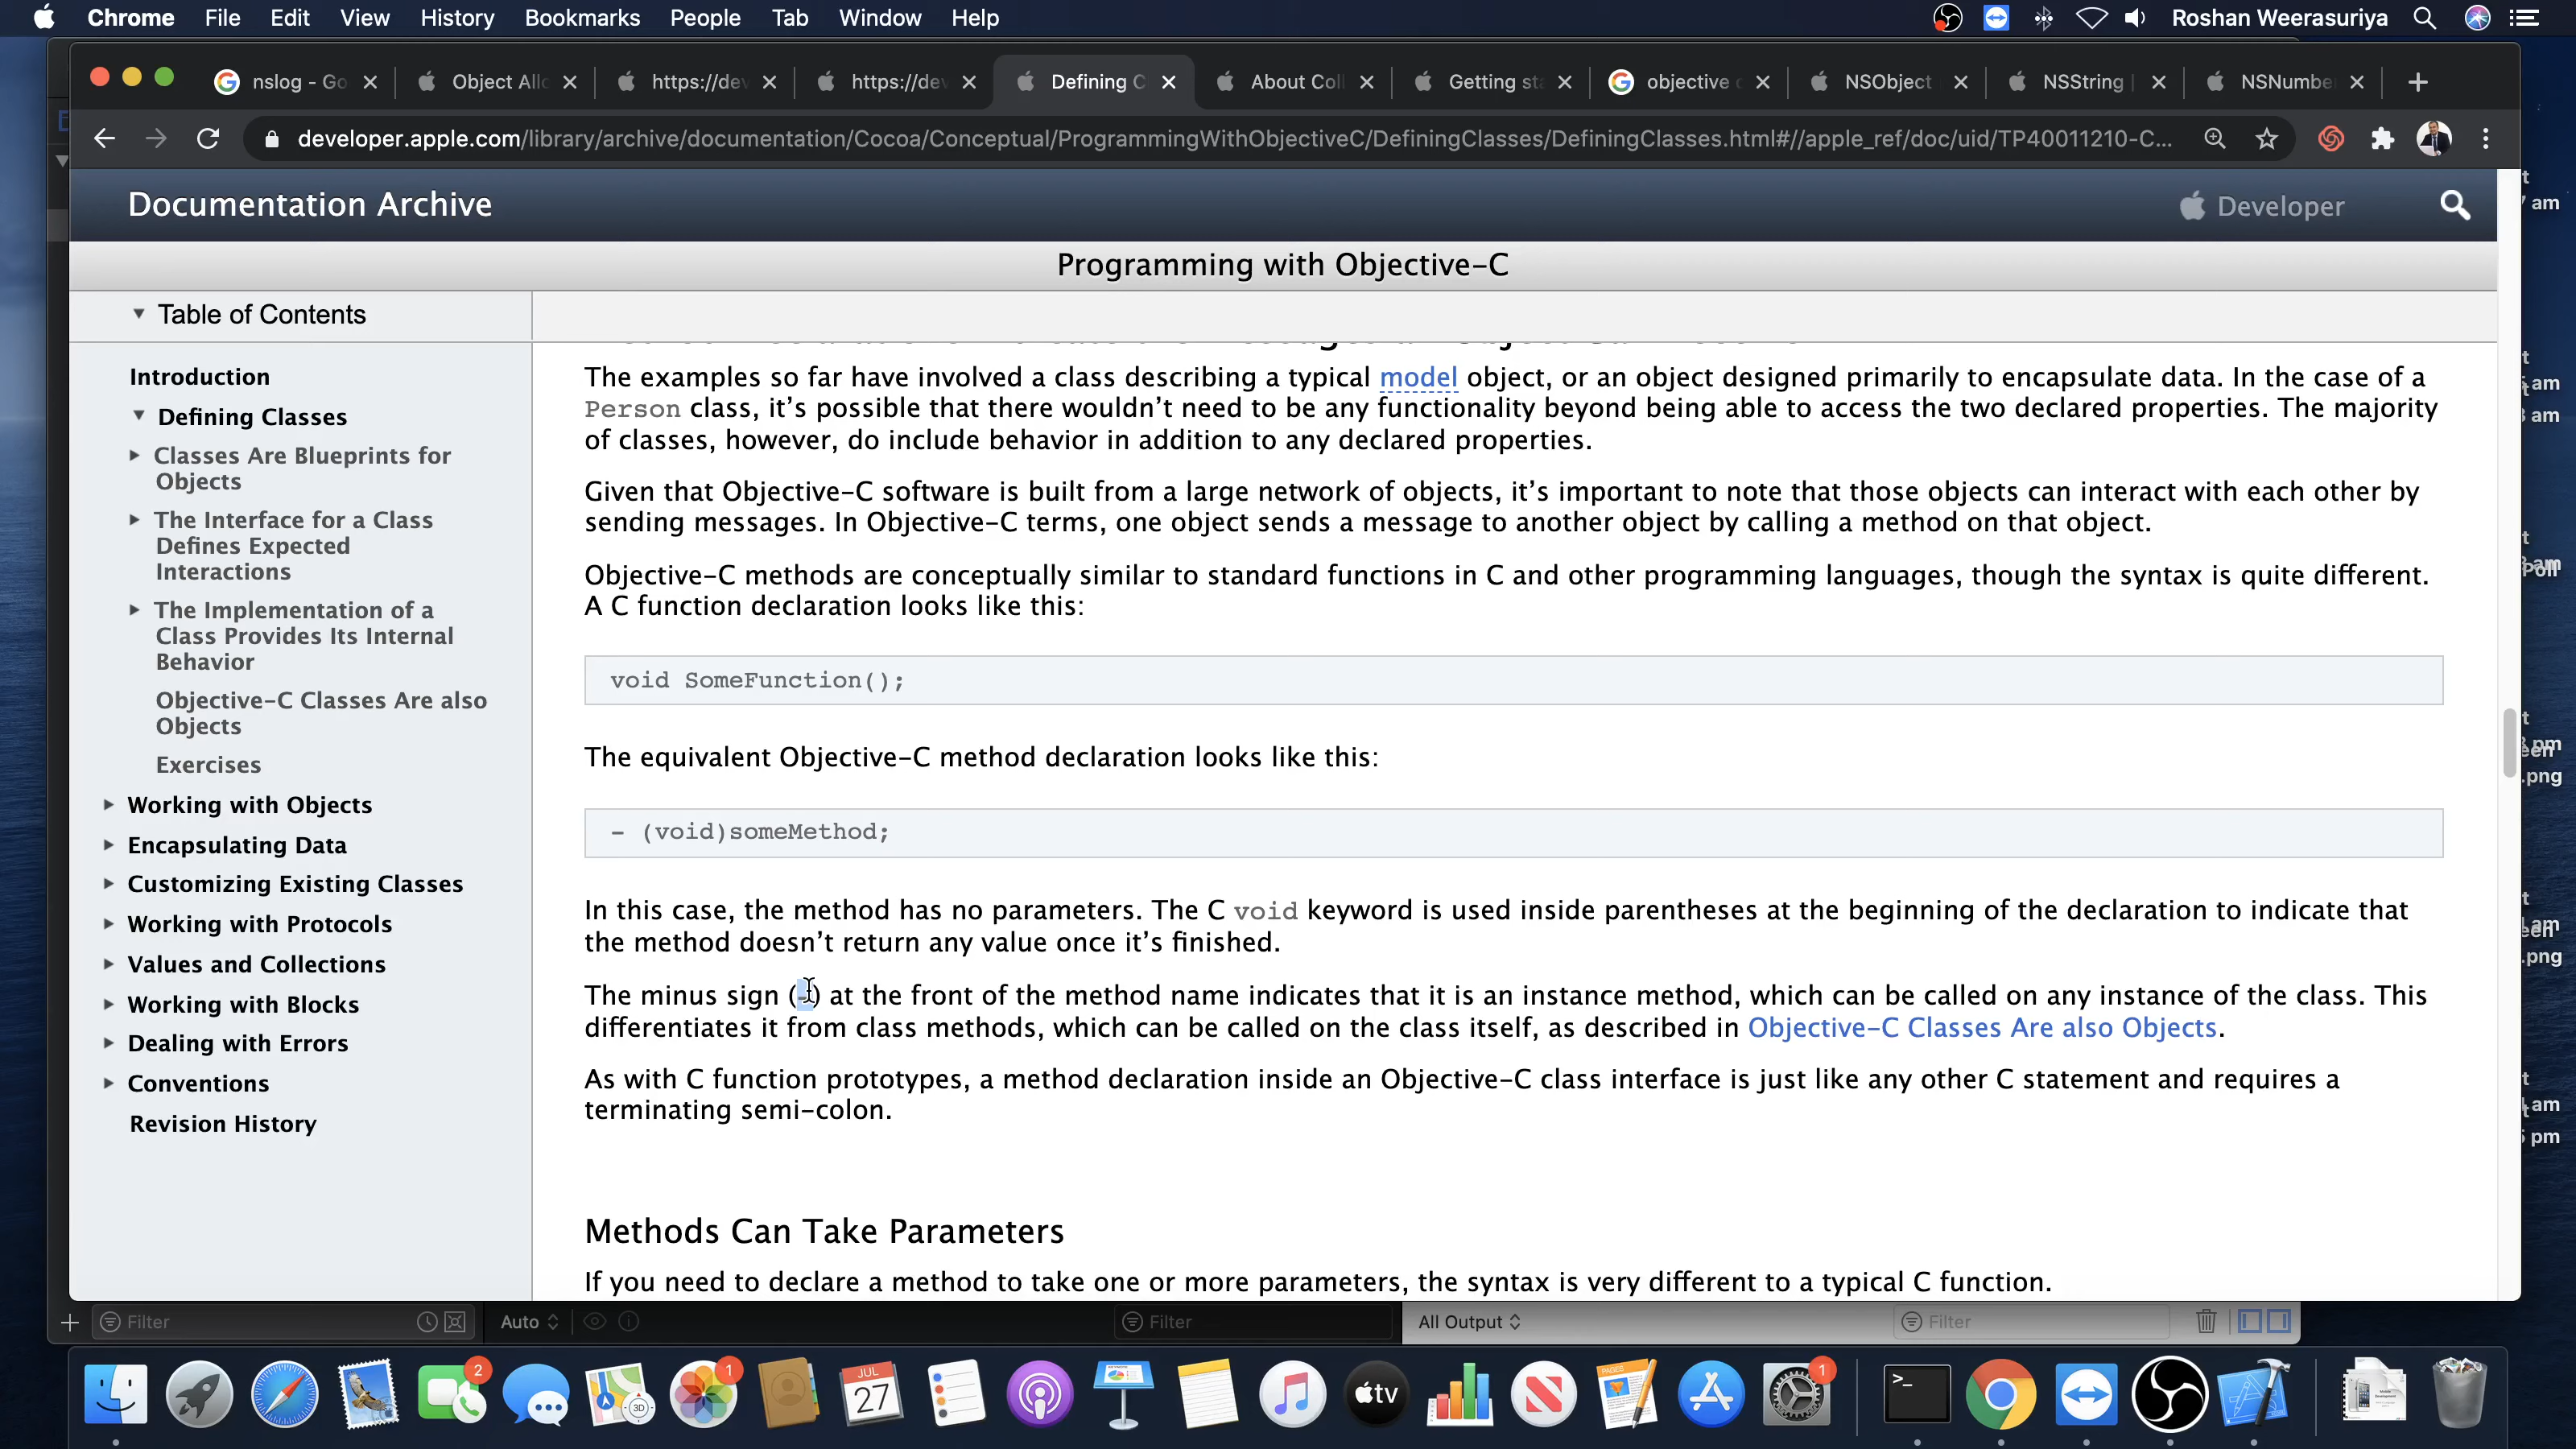 Chrome File Edit View History Bookmarks People Tab Window Help Roshan Weerasuriya
nslog - Go Object Allo https://dev https://dev Defining C About Coll Getting sta objective c NSObject NSString | NSNumbe
developer.apple.com/library/archive/documentation/Cocoa/Conceptual/ProgrammingWithObjectiveC/DefiningClasses/DefiningClasses.html#//apple_ref/doc/uid/TP40011210-C...
Documentation Archive
Developer
Programming with Objective-C
Table of Contents
Introduction
Defining Classes
Classes Are Blueprints for
Objects
The Interface for a Class
Defines Expected
Interactions
The Implementation of a
Class Provides Its Internal
Behavior
Objective-C Classes Are also
Objects
Exercises
Working with Objects
Encapsulating Data
Customizing Existing Classes
Working with Protocols
Values and Collections
Working with Blocks
Dealing with Errors
Conventions
Revision History
The examples so far have involved a class describing a typical model object, or an object designed primarily to encapsulate data. In the case of a
Person class, it's possible that there wouldn't need to be any functionality beyond being able to access the two declared properties. The majority
of classes, however, do include behavior in addition to any declared properties.
Given that Objective-C software is built from a large network of objects, it's important to note that those objects can interact with each other by
sending messages. In Objective-C terms, one object sends a message to another object by calling a method on that object.
Objective-C methods are conceptually similar to standard functions in C and other programming languages, though the syntax is quite different.
A C function declaration looks like this:
void SomeFunction();
The equivalent Objective-C method declaration looks like this:
- (void)someMethod;
In this case, the method has no parameters. The C void keyword is used inside parentheses at the beginning of the declaration to indicate that
the method doesn't return any value once it's finished.
The minus sign (-) at the front of the method name indicates that it is an instance method, which can be called on any instance of the class. This
differentiates it from class methods, which can be called on the class itself, as described in Objective-C Classes Are also Objects.
As with C function prototypes, a method declaration inside an Objective-C class interface is just like any other C statement and requires a
terminating semi-colon.
Methods Can Take Parameters
If you need to declare a method to take one or more parameters, the syntax is very different to a typical C function.
Filter Auto Filter All Output Filter
2 3D 1 JUL 27 tv PAGES 1 >_